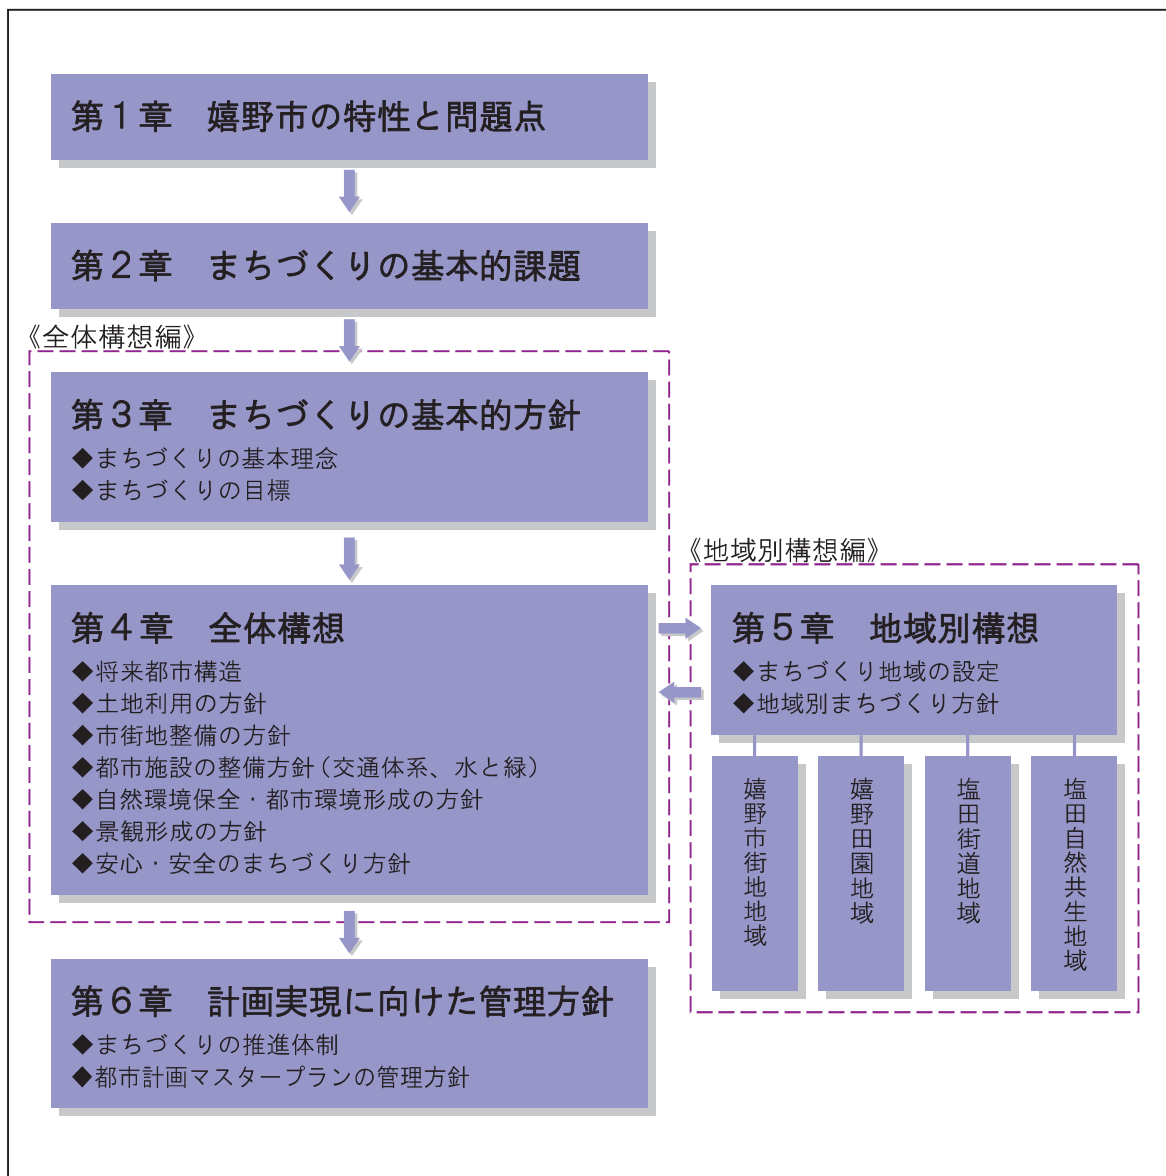 第１章　嬉野市の特性と問題点
第２章　まちづくりの基本的課題
《全体構想編》
第３章　まちづくりの基本的方針
◆まちづくりの基本理念
◆まちづくりの目標
第４章　全体構想
◆将来都市構造
◆土地利用の方針
◆市街地整備の方針
◆都市施設の整備方針（交通体系、水と緑）
◆自然環境保全・都市環境形成の方針
◆景観形成の方針
◆安心・安全のまちづくり方針
《地域別構想編》
第５章　地域別構想
◆まちづくり地域の設定
◆地域別まちづくり方針
嬉野市街地地域
嬉野田園地域
塩田街道地域
塩田自然共生地域
第６章　計画実現に向けた管理方針
◆まちづくりの推進体制
◆都市計画マスタープランの管理方針